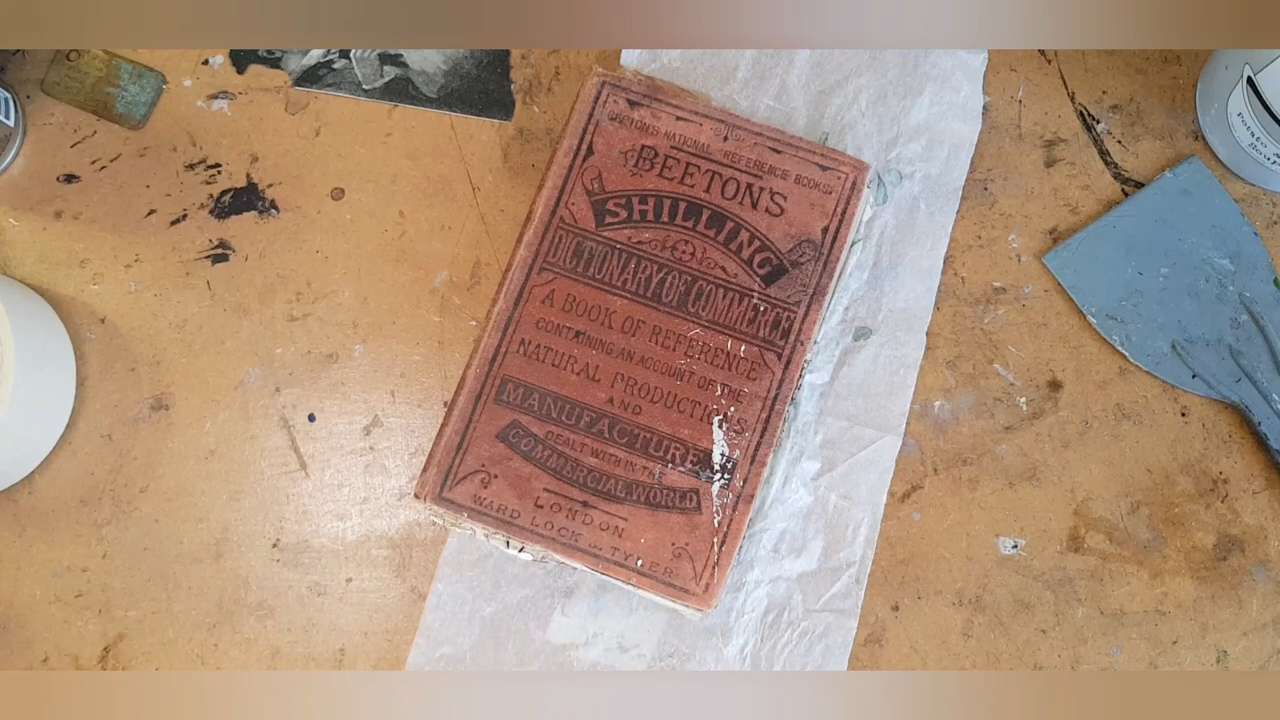 BEETON'S NATIONAL REFERENCE BOOKS
BEETON'S
SHILLING
DICTIONARY OF COMMERCE
A BOOK OF REFERENCE
CONTAINING AN ACCOUNT OF THE
NATURAL PRODUCTIONS
AND
MANUFACTURES
DEALT WITH IN THE
COMMERCIAL WORLD
LONDON
WARD LOCK & TYLER
Potato